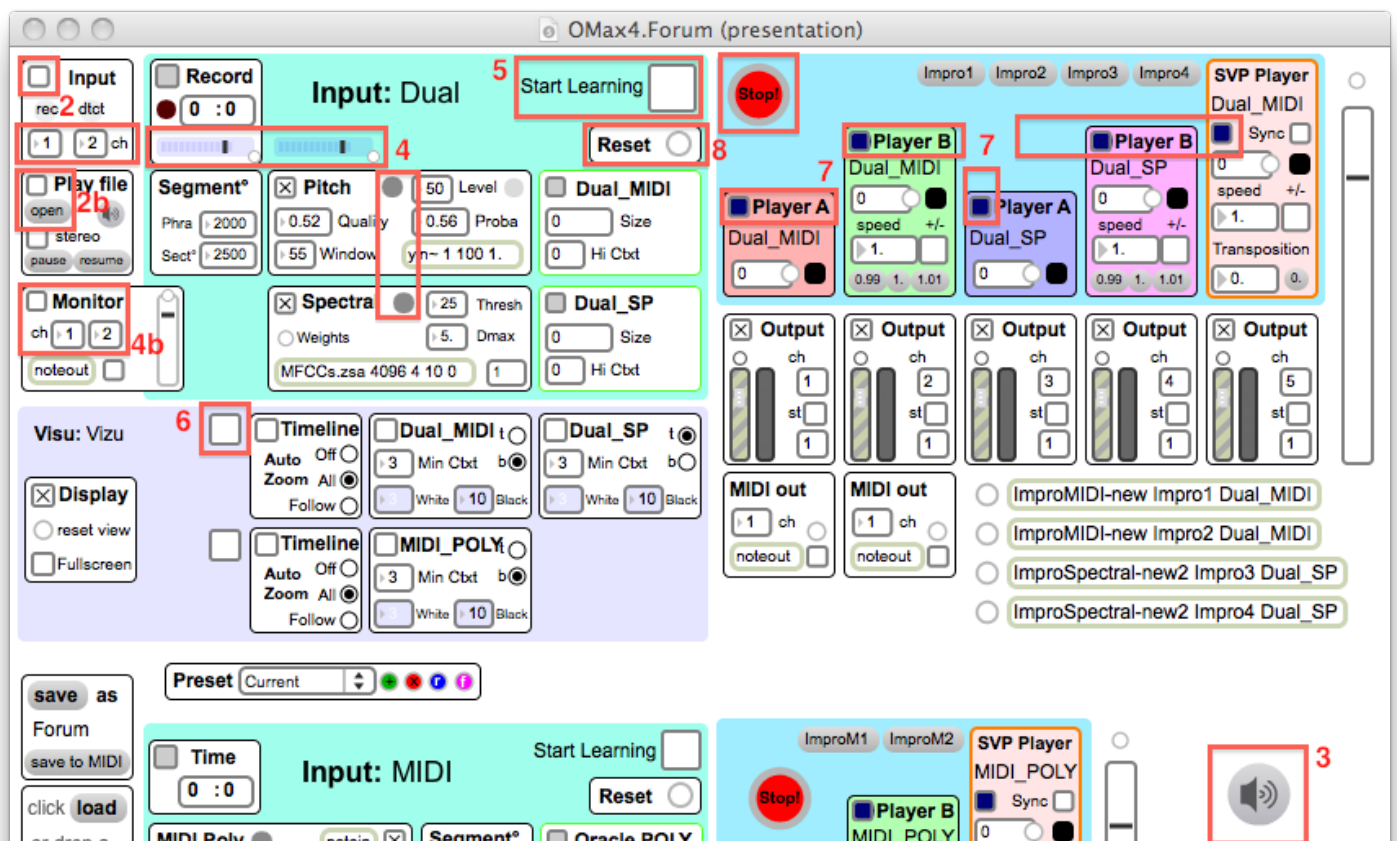 OMax4.Forum (presentation)
Input
rec dtct
2
1 2 ch
Play file
open
2b
stereo
pause resume
Monitor
ch 1 2
4b
noteout
Record
0 : 0
Input: Dual
5
Start Learning
4
Reset
8
Segment°
Phra 2000
Sect° 2500
Pitch
50 Level
0.52 Quality
0.56 Proba
55 Window
yin~ 1 100 1.
Dual_MIDI
0 Size
0 Hi Ctxt
Spectral
25 Thresh
Weights
5. Dmax
MFCCs.zsa 4096 4 10 0
1
Dual_SP
0 Size
0 Hi Ctxt
Stop!
Impro1 Impro2 Impro3 Impro4
7
Player A
Dual_MIDI
0
Player B
Dual_MIDI
0
speed +/-
1.
0.99 1. 1.01
7
Player A
Dual_SP
0
Player B
Dual_SP
0
speed +/-
1.
0.99 1. 1.01
SVP Player
Dual_MIDI
Sync
0
speed +/-
1.
Transposition
0. 0.
Output
ch
1
st
1
Output
ch
2
st
1
Output
ch
3
st
1
Output
ch
4
st
1
Output
ch
5
st
1
MIDI out
1 ch
noteout
MIDI out
1 ch
noteout
ImproMIDI-new Impro1 Dual_MIDI
ImproMIDI-new Impro2 Dual_MIDI
ImproSpectral-new2 Impro3 Dual_SP
ImproSpectral-new2 Impro4 Dual_SP
Visu: Vizu
6
Display
reset view
Fullscreen
Timeline
Auto Off
Zoom All
Follow
Dual_MIDI t
3 Min Ctxt b
3 White 10 Black
Dual_SP t
3 Min Ctxt b
3 White 10 Black
Timeline
Auto Off
Zoom All
Follow
MIDI_POLY t
3 Min Ctxt b
3 White 10 Black
Preset Current
+ x r f
save as
Forum
save to MIDI
click load
or drop a
Time
0 : 0
Input: MIDI
Start Learning
Reset
MIDI Poly
notein
Segment°
Oracle POLY
Stop!
ImproM1 ImproM2
Player B
MIDI_POLY
SVP Player
MIDI_POLY
Sync
0
3